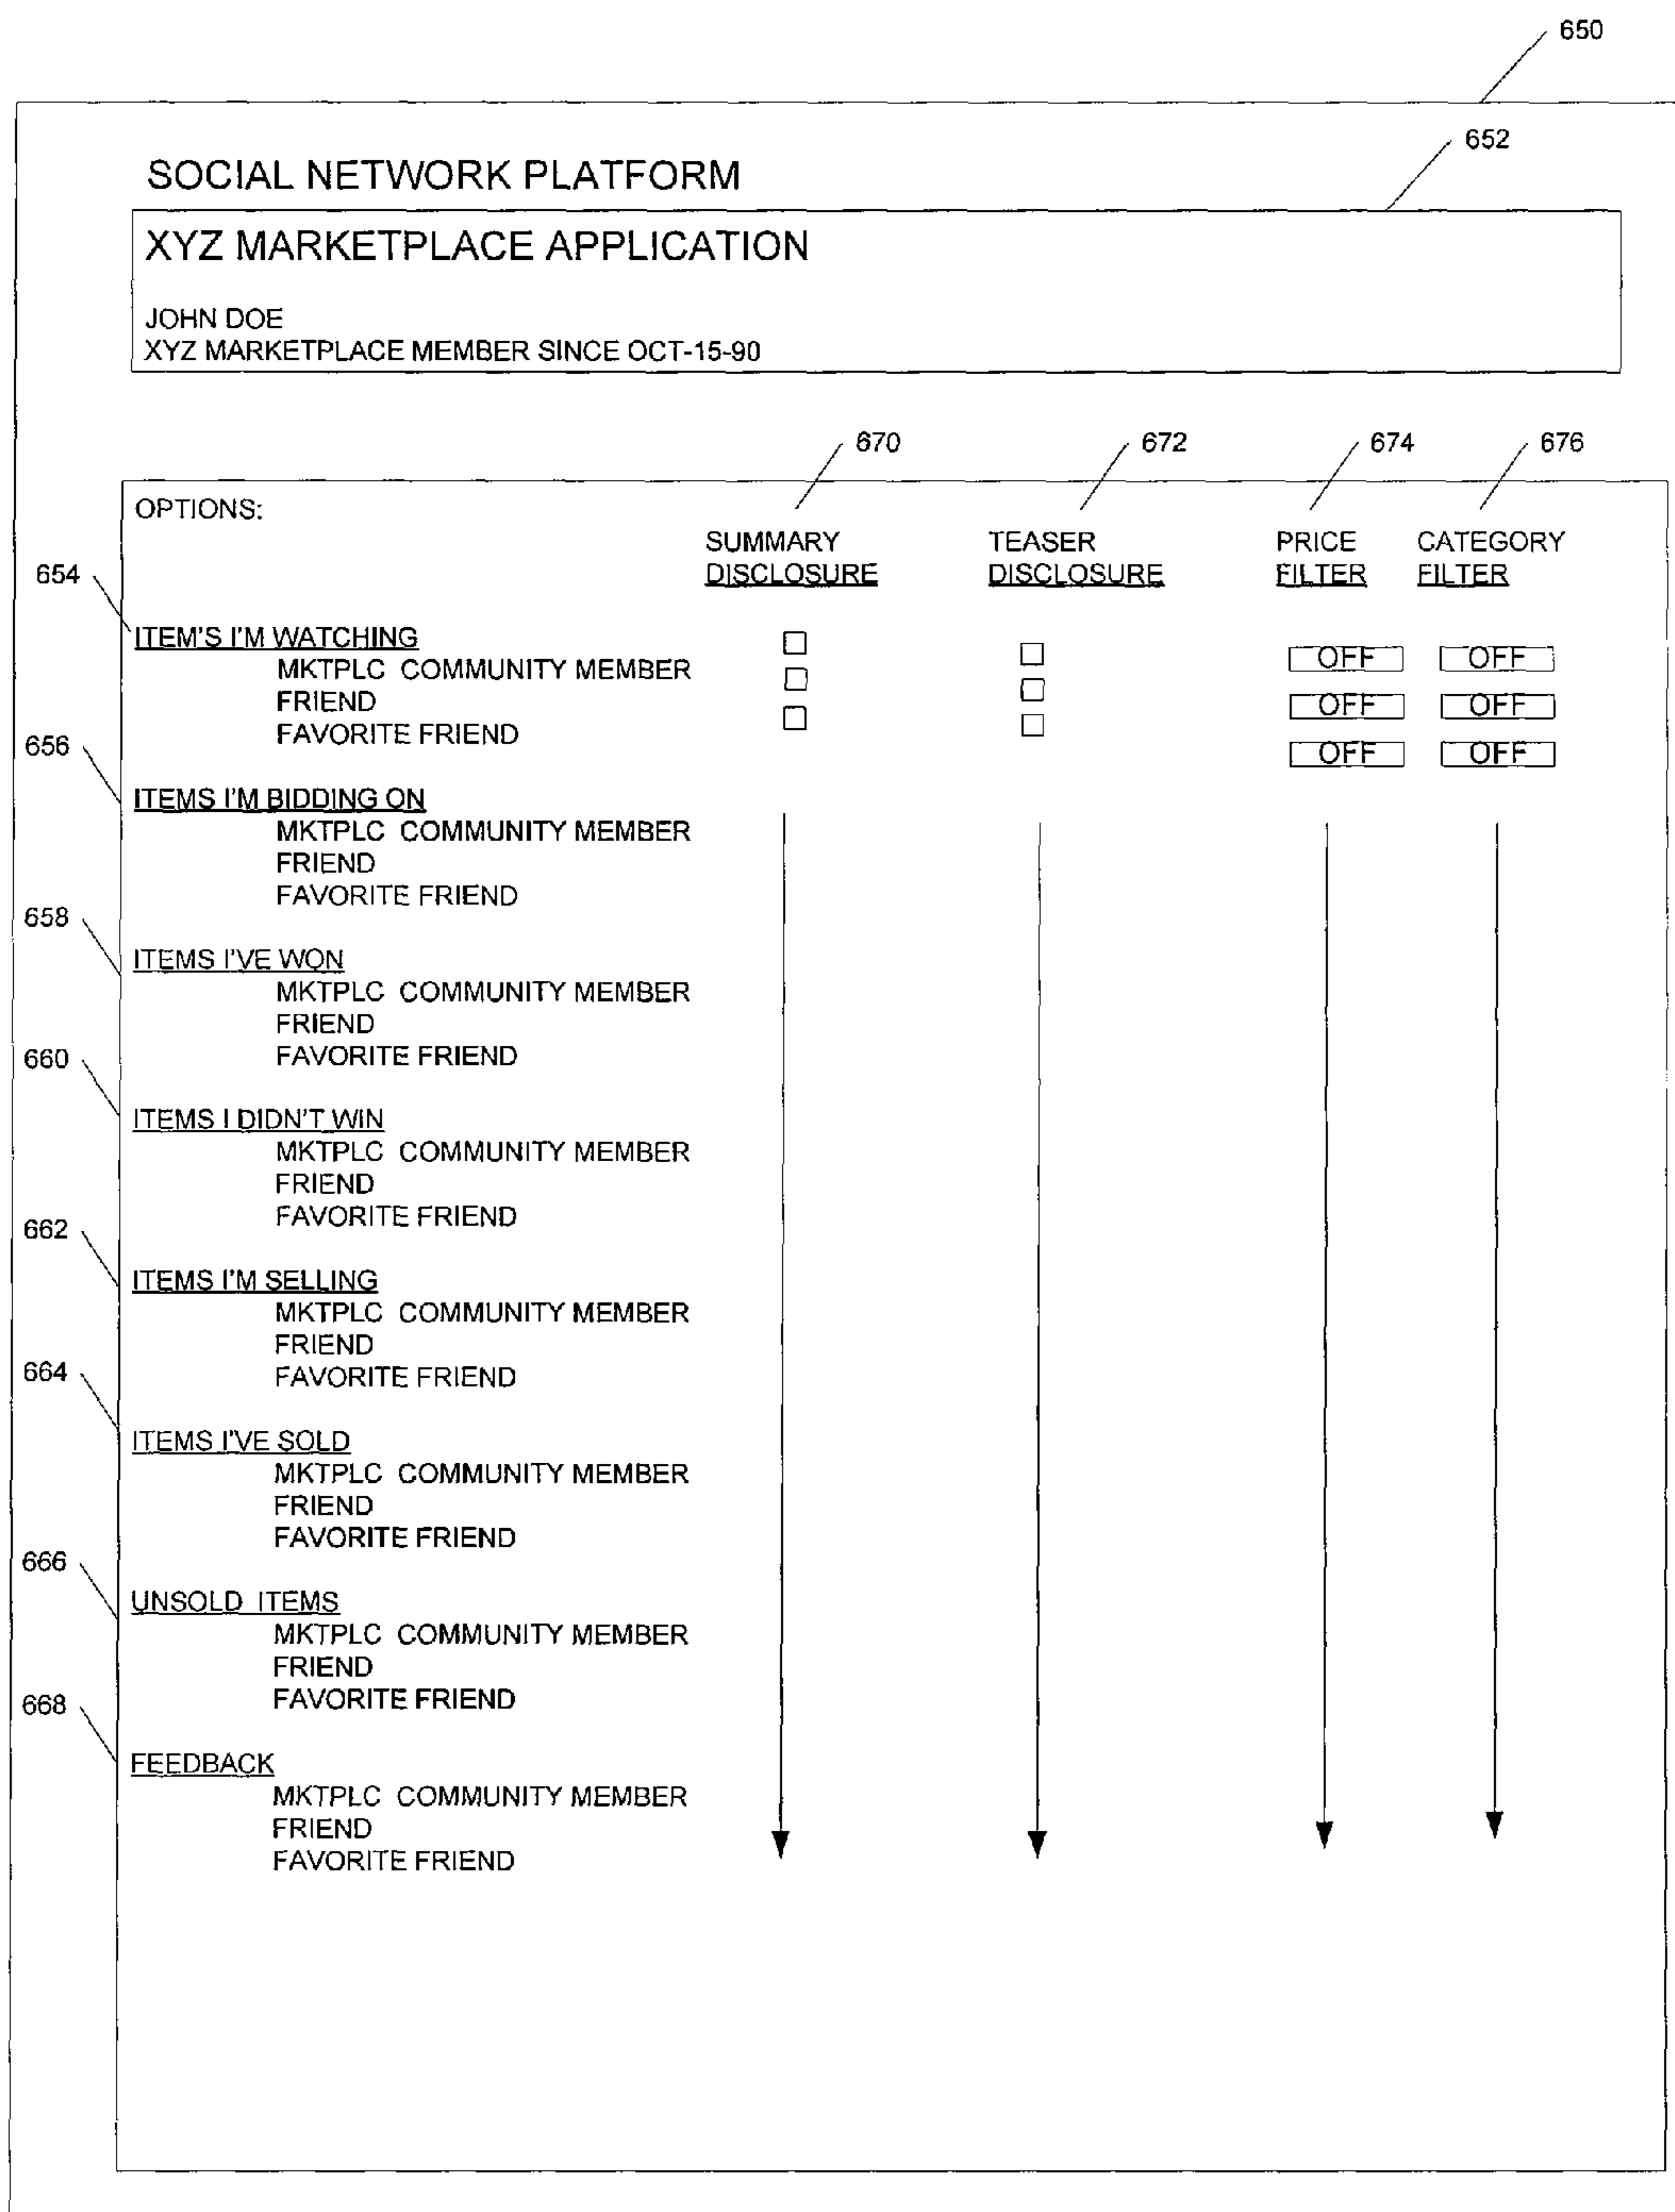 650
652
SOCIAL NETWORK PLATFORM
XYZ MARKETPLACE APPLICATION
JOHN DOE
XYZ MARKETPLACE MEMBER SINCE OCT-15-90
670 672 674 676
OPTIONS:
SUMMARY TEASER PRICE CATEGORY
DISCLOSURE DISCLOSURE FILTER FILTER
654
ITEM'S I'M WATCHING
MKTPLC COMMUNITY MEMBER OFF OFF
FRIEND OFF OFF
FAVORITE FRIEND OFF OFF
656
ITEMS I'M BIDDING ON
MKTPLC COMMUNITY MEMBER
FRIEND
FAVORITE FRIEND
658
ITEMS I'VE WON
MKTPLC COMMUNITY MEMBER
FRIEND
FAVORITE FRIEND
660
ITEMS I DIDN'T WIN
MKTPLC COMMUNITY MEMBER
FRIEND
FAVORITE FRIEND
662
ITEMS I'M SELLING
MKTPLC COMMUNITY MEMBER
FRIEND
FAVORITE FRIEND
664
ITEMS I'VE SOLD
MKTPLC COMMUNITY MEMBER
FRIEND
FAVORITE FRIEND
666
UNSOLD ITEMS
MKTPLC COMMUNITY MEMBER
FRIEND
FAVORITE FRIEND
668
FEEDBACK
MKTPLC COMMUNITY MEMBER
FRIEND
FAVORITE FRIEND